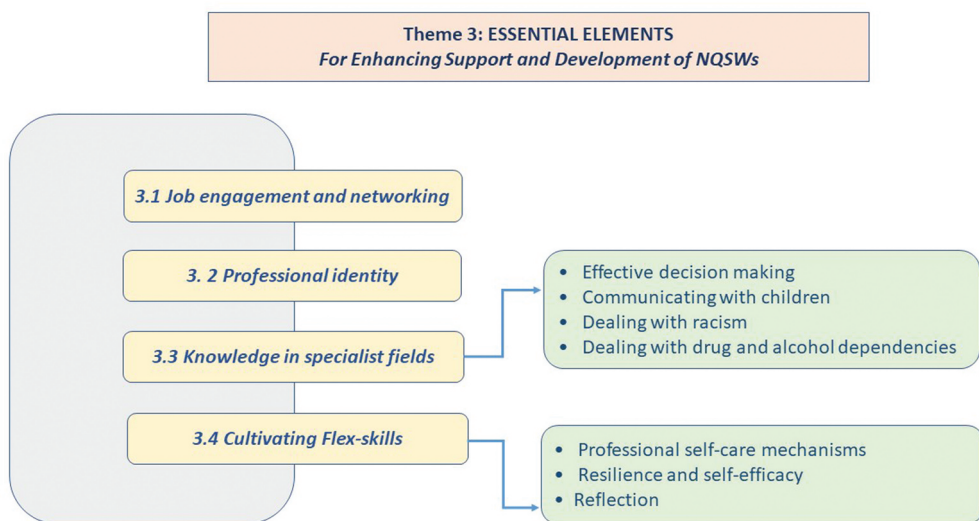 Theme 3: ESSENTIAL ELEMENTS
For Enhancing Support and Development of NQSWs
3.1 Job engagement and networking
3. 2 Professional identity
3.3 Knowledge in specialist fields
• Effective decision making
• Communicating with children
• Dealing with racism
• Dealing with drug and alcohol dependencies
3.4 Cultivating Flex-skills
• Professional self-care mechanisms
• Resilience and self-efficacy
• Reflection